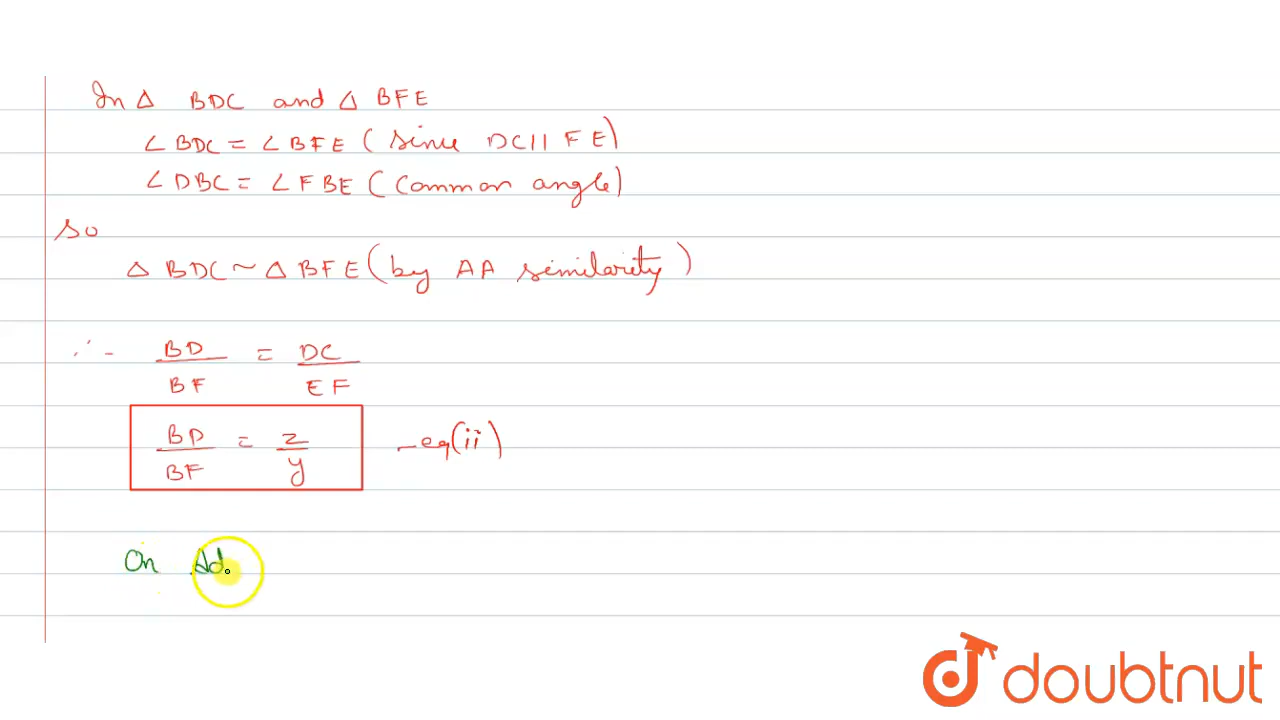 In △ BDC and △ BFE
∠ BDC = ∠ BFE ( since DC || FE)
∠ DBC = ∠ FBE (common angle)
so
△ BDC ~ △ BFE (by AA similarity)
∴ BD/BF = DC/EF
BD/BF = z/y - eq(ii)
On Ad
doubtnut